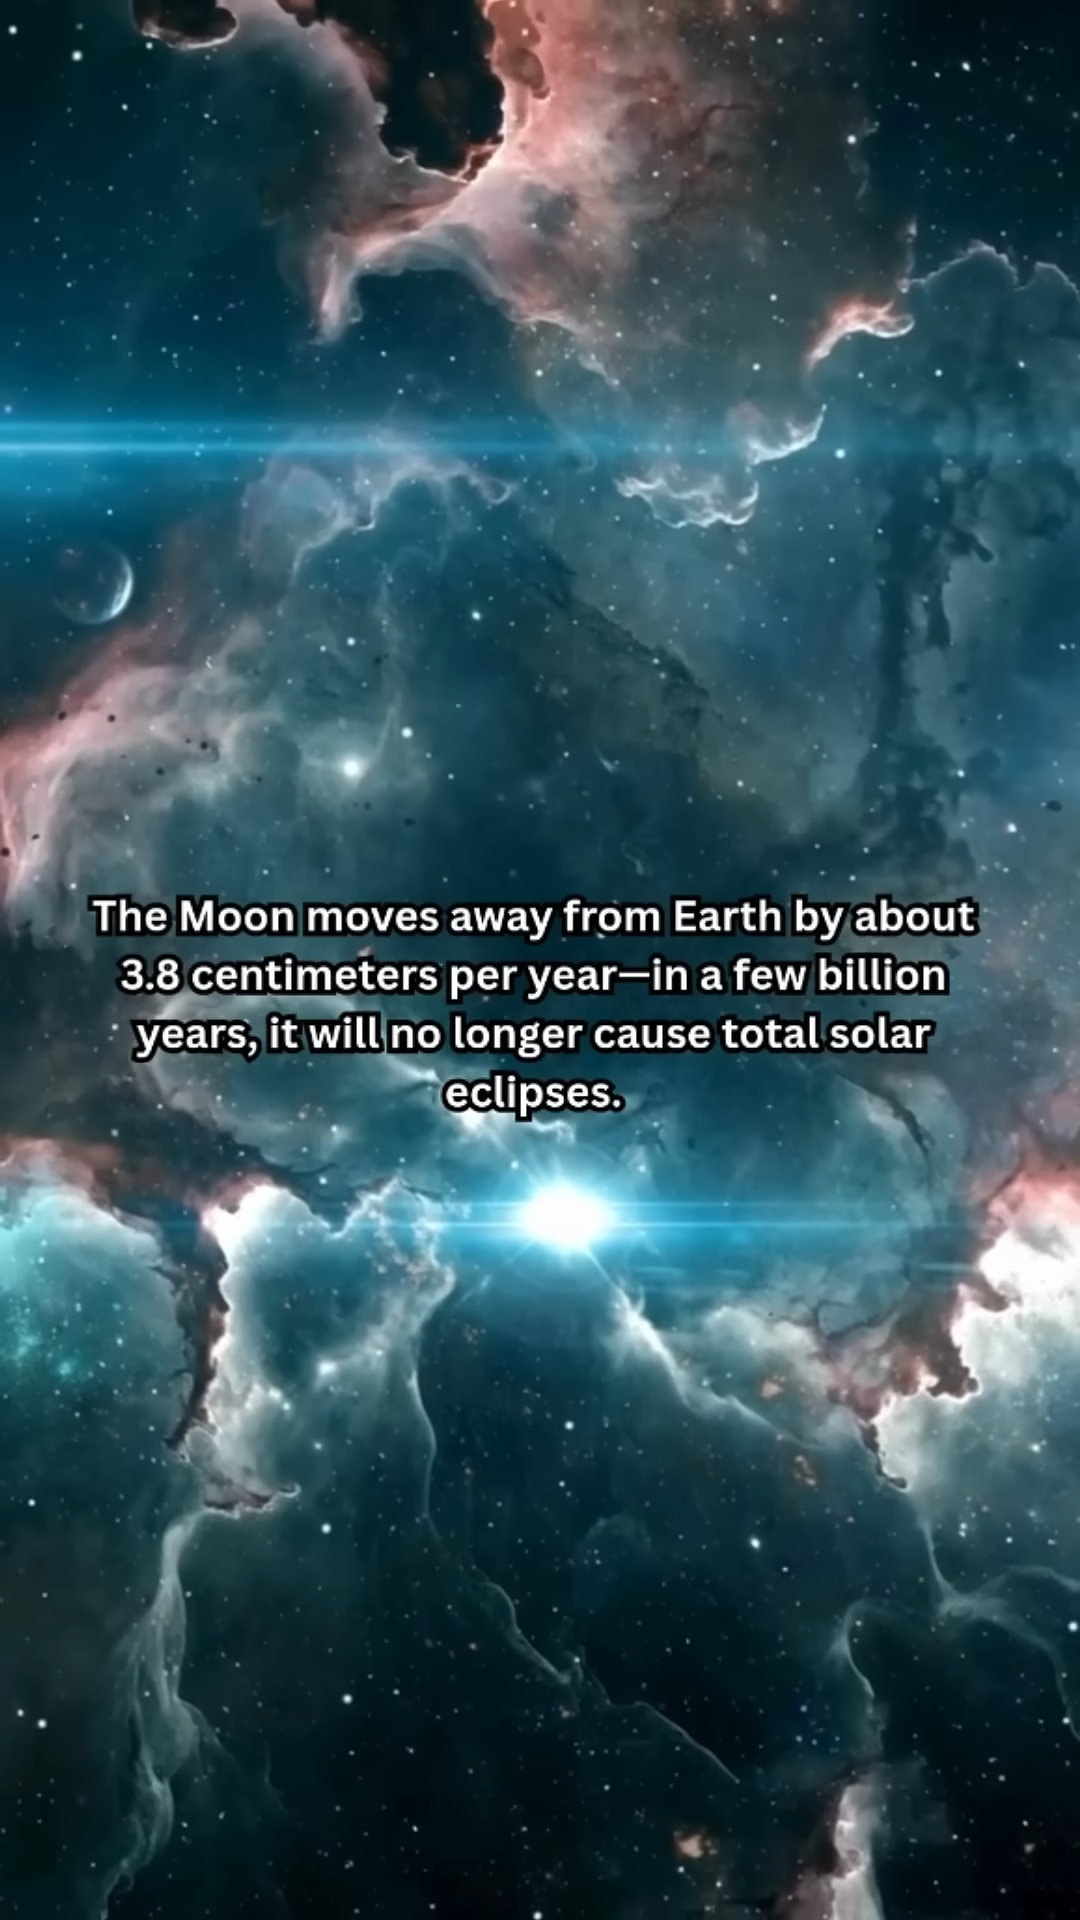 The Moon moves away from Earth by about
3.8 centimeters per year—in a few billion
years, it will no longer cause total solar
eclipses.